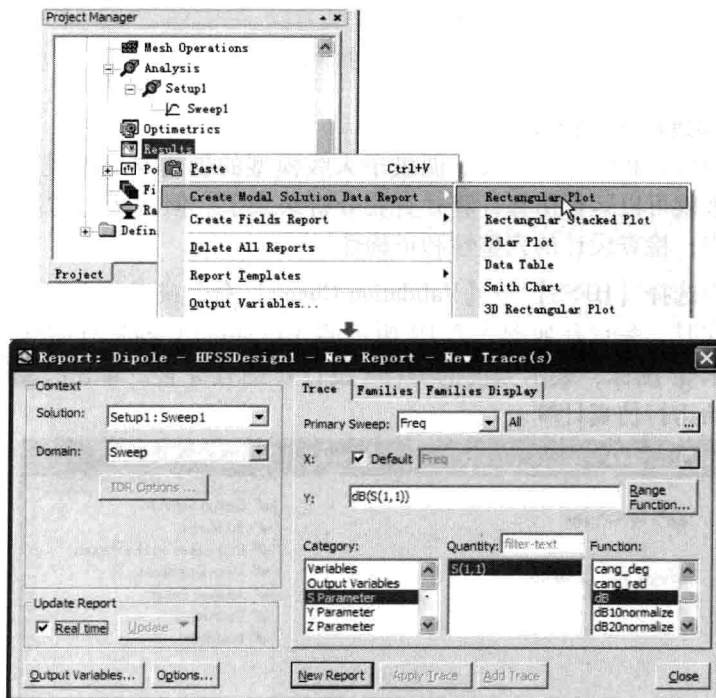 Project Manager
Mesh Operations
Analysis
Setup1
Sweep1
Optimetrics
Results
Po
Fi
Ra
Defin
Project
Paste Ctrl+V
Create Modal Solution Data Report
Create Fields Report
Delete All Reports
Report Templates
Output Variables...
Rectangular Plot
Rectangular Stacked Plot
Polar Plot
Data Table
Smith Chart
3D Rectangular Plot
Report: Dipole - HFSSDesign1 - New Report - New Trace(s)
Context
Solution: Setup1 : Sweep1
Domain: Sweep
TDR Options ...
Update Report
Real time Update
Output Variables... Options...
Trace Families Families Display
Primary Sweep: Freq All ...
X: Default Freq ...
Y: dB(S(1,1)) Range Function...
Category: Quantity: filter-text Function:
Variables
Output Variables
S Parameter
Y Parameter
Z Parameter
S(1,1)
cang_deg
cang_rad
dB
dB10normalize
dB20normalize
New Report Apply Trace Add Trace Close